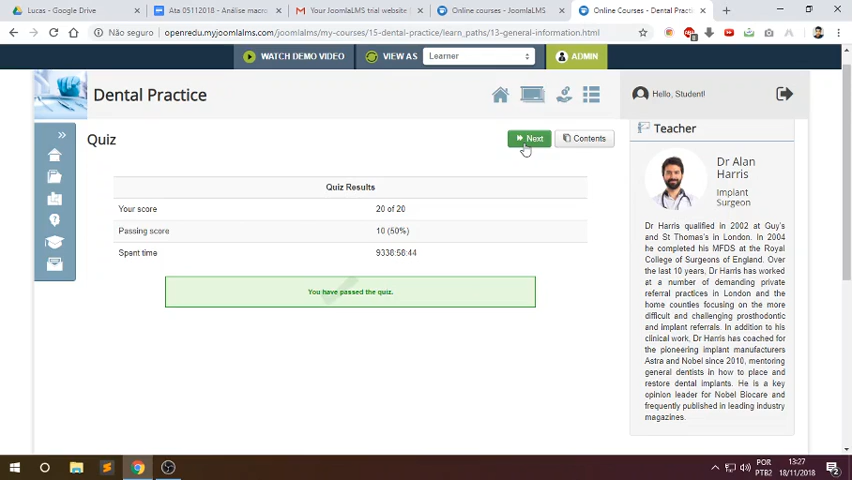 Lucas - Google Drive
Ata 05112018 - Análise macro
Your JoomlaLMS trial website i
Online courses - JoomlaLMS
Online Courses - Dental Practi
Não seguro
openredu.myjoomlalms.com/joomlalms/my-courses/15-dental-practice/learn_paths/13-general-information.html
WATCH DEMO VIDEO
VIEW AS
Learner
ADMIN
Dental Practice
Hello, Student!
Quiz
Next
Contents
Quiz Results
Your score 20 of 20
Passing score 10 (50%)
Spent time 9338:58:44
You have passed the quiz.
Teacher
Dr Alan
Harris
Implant
Surgeon
Dr Harris qualified in 2002 at Guy's
and St Thomas's in London. In 2004
he completed his MFDS at the Royal
College of Surgeons of England. Over
the last 10 years, Dr Harris has worked
at a number of demanding private
referral practices in London and the
home counties focusing on the more
difficult and challenging prosthodontic
and implant referrals. In addition to his
clinical work, Dr Harris has coached for
the pioneering implant manufacturers
Astra and Nobel since 2010, mentoring
general dentists in how to place and
restore dental implants. He is a key
opinion leader for Nobel Biocare and
frequently published in leading industry
magazines.
POR
PTB2
13:27
18/11/2018